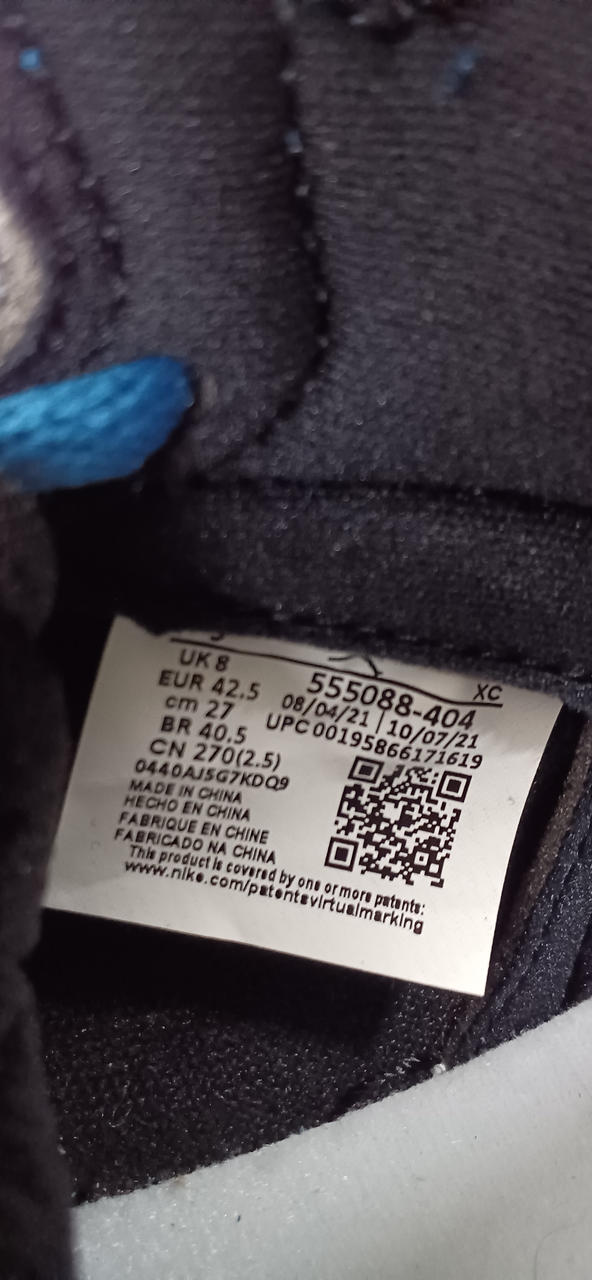 UK 8
EUR 42.5
cm 27
BR 40.5
CN 270(2.5)
0440AJ5G7KDQ9
MADE IN CHINA
HECHO EN CHINA
FABRIQUE EN CHINE
FABRICADO NA CHINA
XC
555088-404
08/04/21 | 10/07/21
UPC 00195866171619
This product is covered by one or more patents:
www.nike.com/patentsvirtualmarking